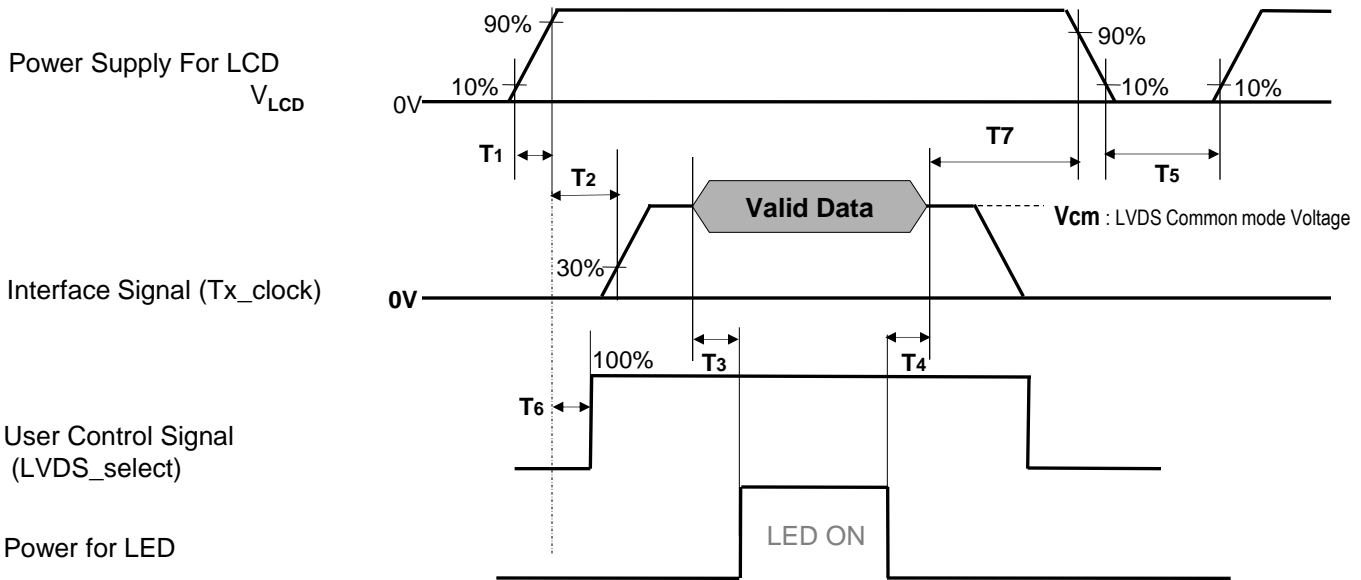 90%
90%
Power Supply For LCD
VLCD
10%
10%
10%
0V
T1
T7
T2
T5
Valid Data
Vcm : LVDS Common mode Voltage
30%
Interface Signal (Tx_clock)
0V
100%
T3
T4
T6
User Control Signal
(LVDS_select)
LED ON
Power for LED